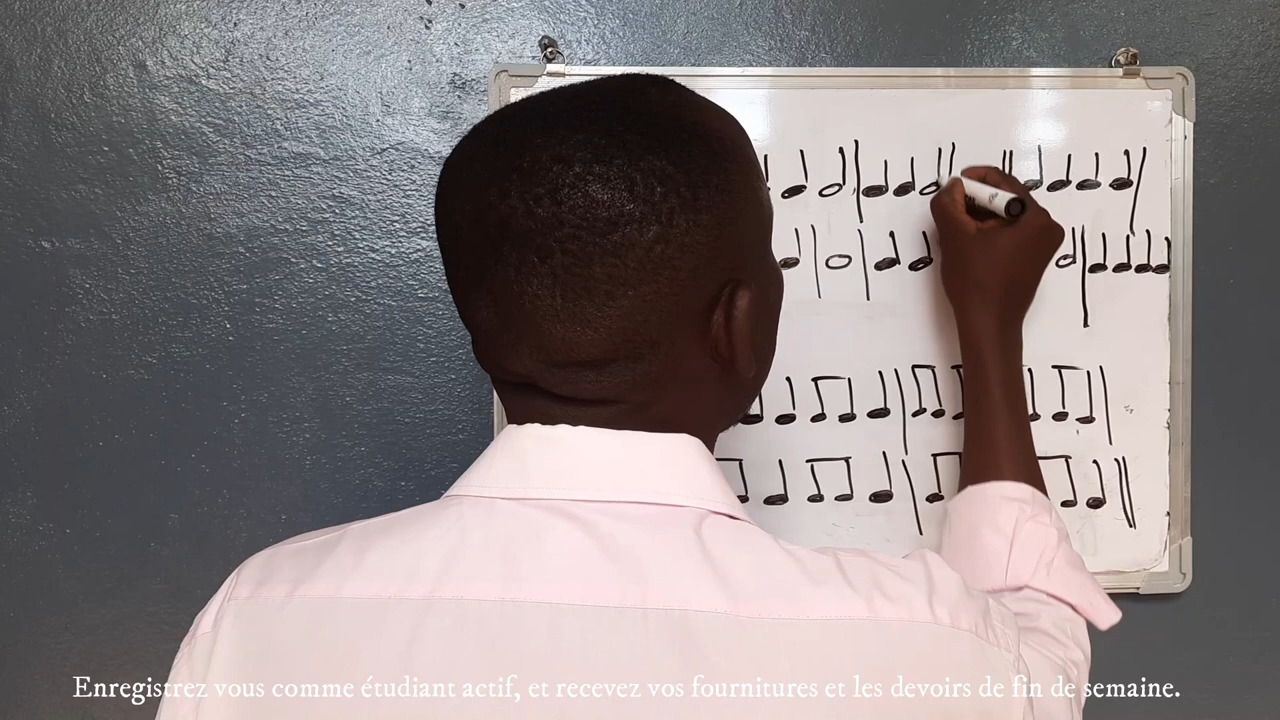 Enregistrez vous comme étudiant actif, et recevez vos fournitures et les devoirs de fin de semaine.